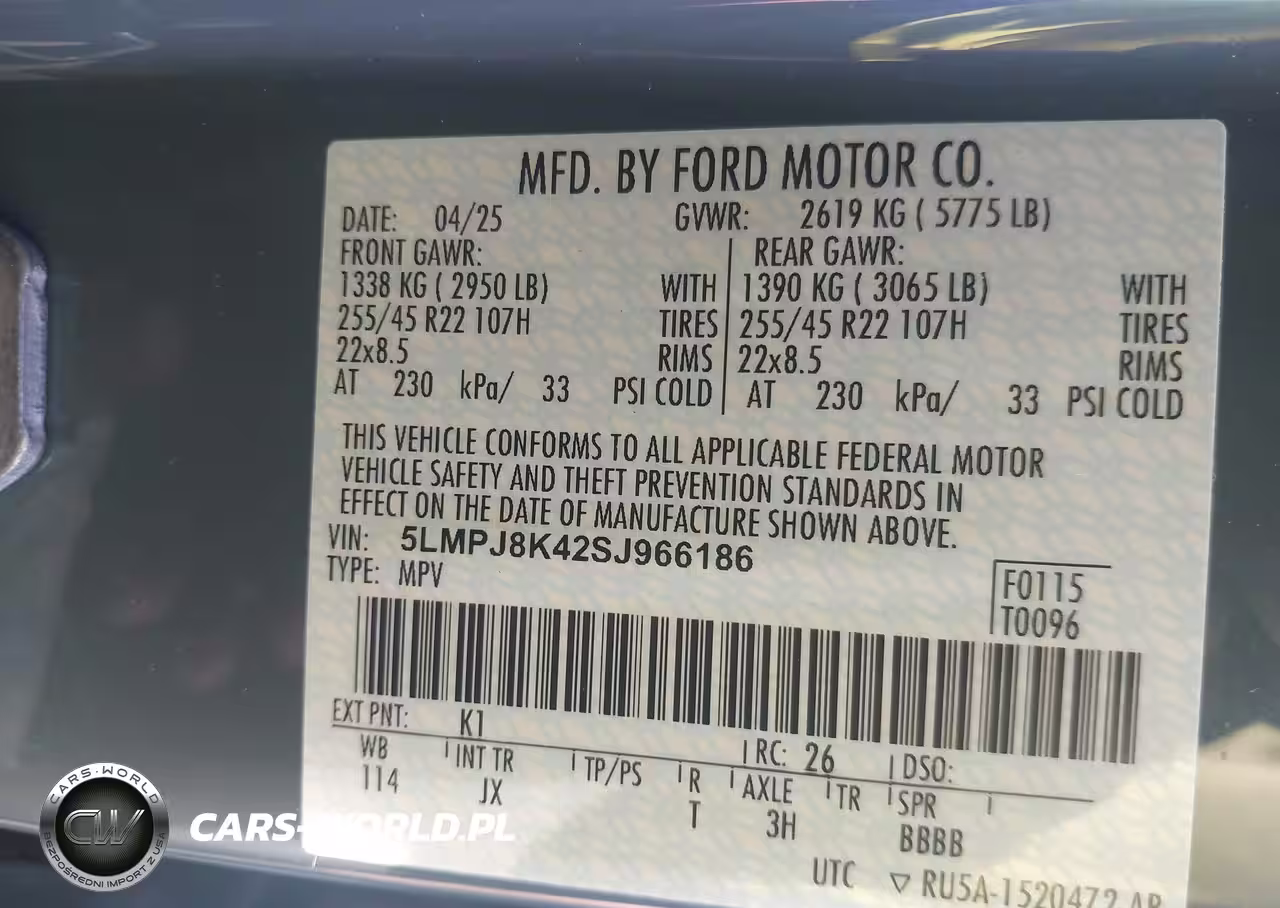 MFD. BY FORD MOTOR CO.
DATE: 04/25 GVWR: 2619 KG ( 5775 LB)
FRONT GAWR: REAR GAWR:
1338 KG ( 2950 LB) WITH 1390 KG ( 3065 LB) WITH
255/45 R22 107H TIRES 255/45 R22 107H TIRES
22x8.5 RIMS 22x8.5 RIMS
AT 230 kPa/ 33 PSI COLD AT 230 kPa/ 33 PSI COLD
THIS VEHICLE CONFORMS TO ALL APPLICABLE FEDERAL MOTOR
VEHICLE SAFETY AND THEFT PREVENTION STANDARDS IN
EFFECT ON THE DATE OF MANUFACTURE SHOWN ABOVE.
VIN: 5LMPJ8K42SJ966186
TYPE: MPV
F0115
T0096
EXT PNT: K1 RC: 26 DSO:
WB INT TR TP/PS R AXLE TR SPR
114 JX T 3H BBBB
UTC ▽ RU5A-1520472
CARS-WORLD
CW
BEZPOŚREDNI IMPORT Z USA
CARS-WORLD.PL